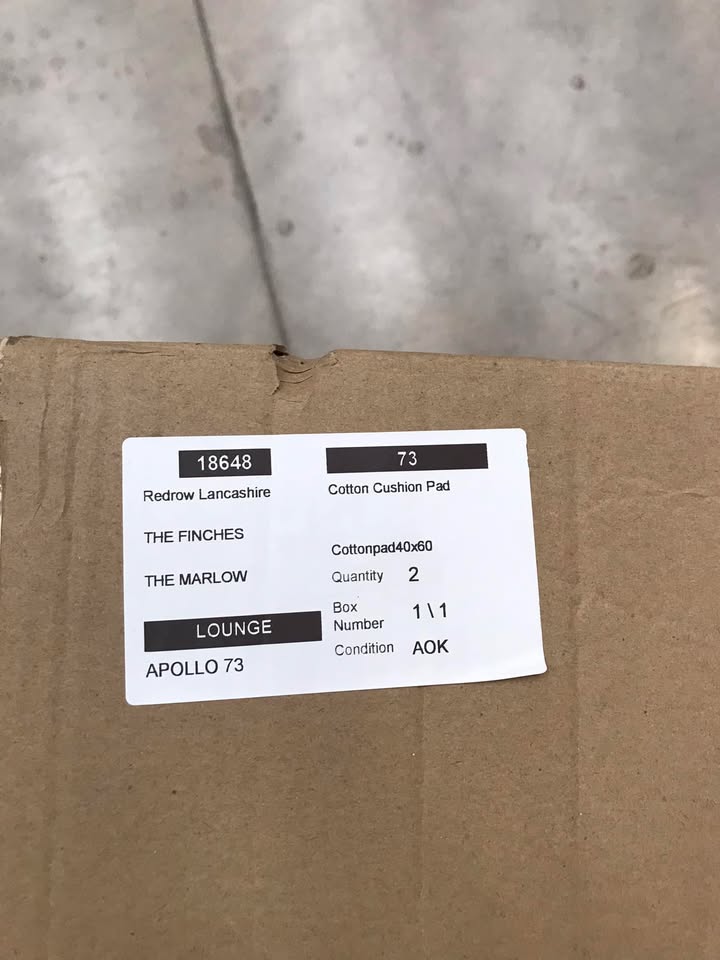 18648
Redrow Lancashire
THE FINCHES
THE MARLOW
LOUNGE
APOLLO 73
73
Cotton Cushion Pad
Cottonpad40x60
Quantity 2
Box
Number 1\1
Condition AOK